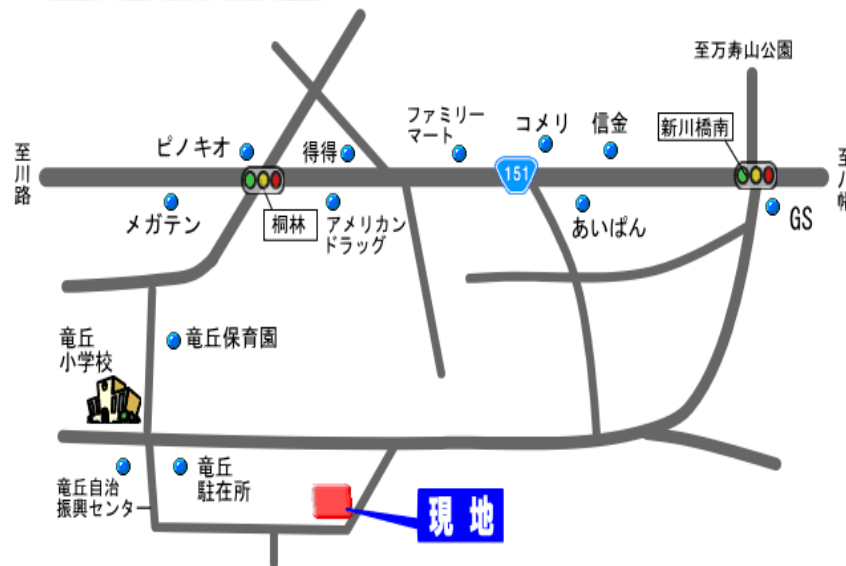 至万寿山公園
ファミリー
マート
コメリ
信金
新川橋南
至川路
ピノキオ
得得
151
至八幡
メガテン
桐林
アメリカン
ドラッグ
あいぱん
GS
竜丘
小学校
竜丘保育園
竜丘自治
振興センター
竜丘
駐在所
現地